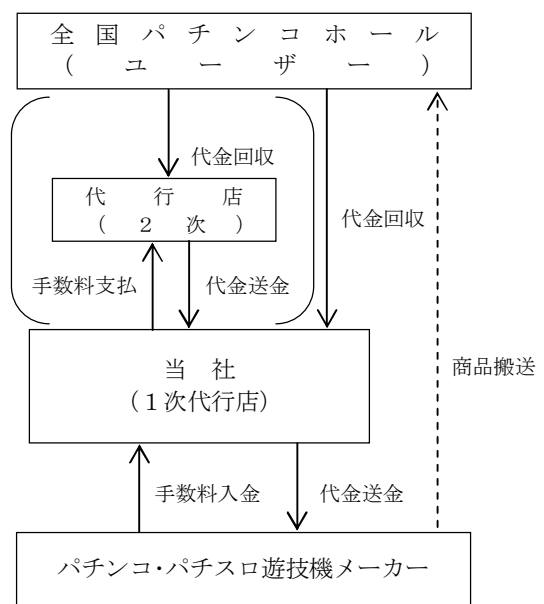 全国パチンコホール
(ユーザー)
代金回収
代行店
(2次)
代金回収
手数料支払
代金送金
当社
(1次代行店)
商品搬送
手数料入金
代金送金
パチンコ・パチスロ遊技機メーカー